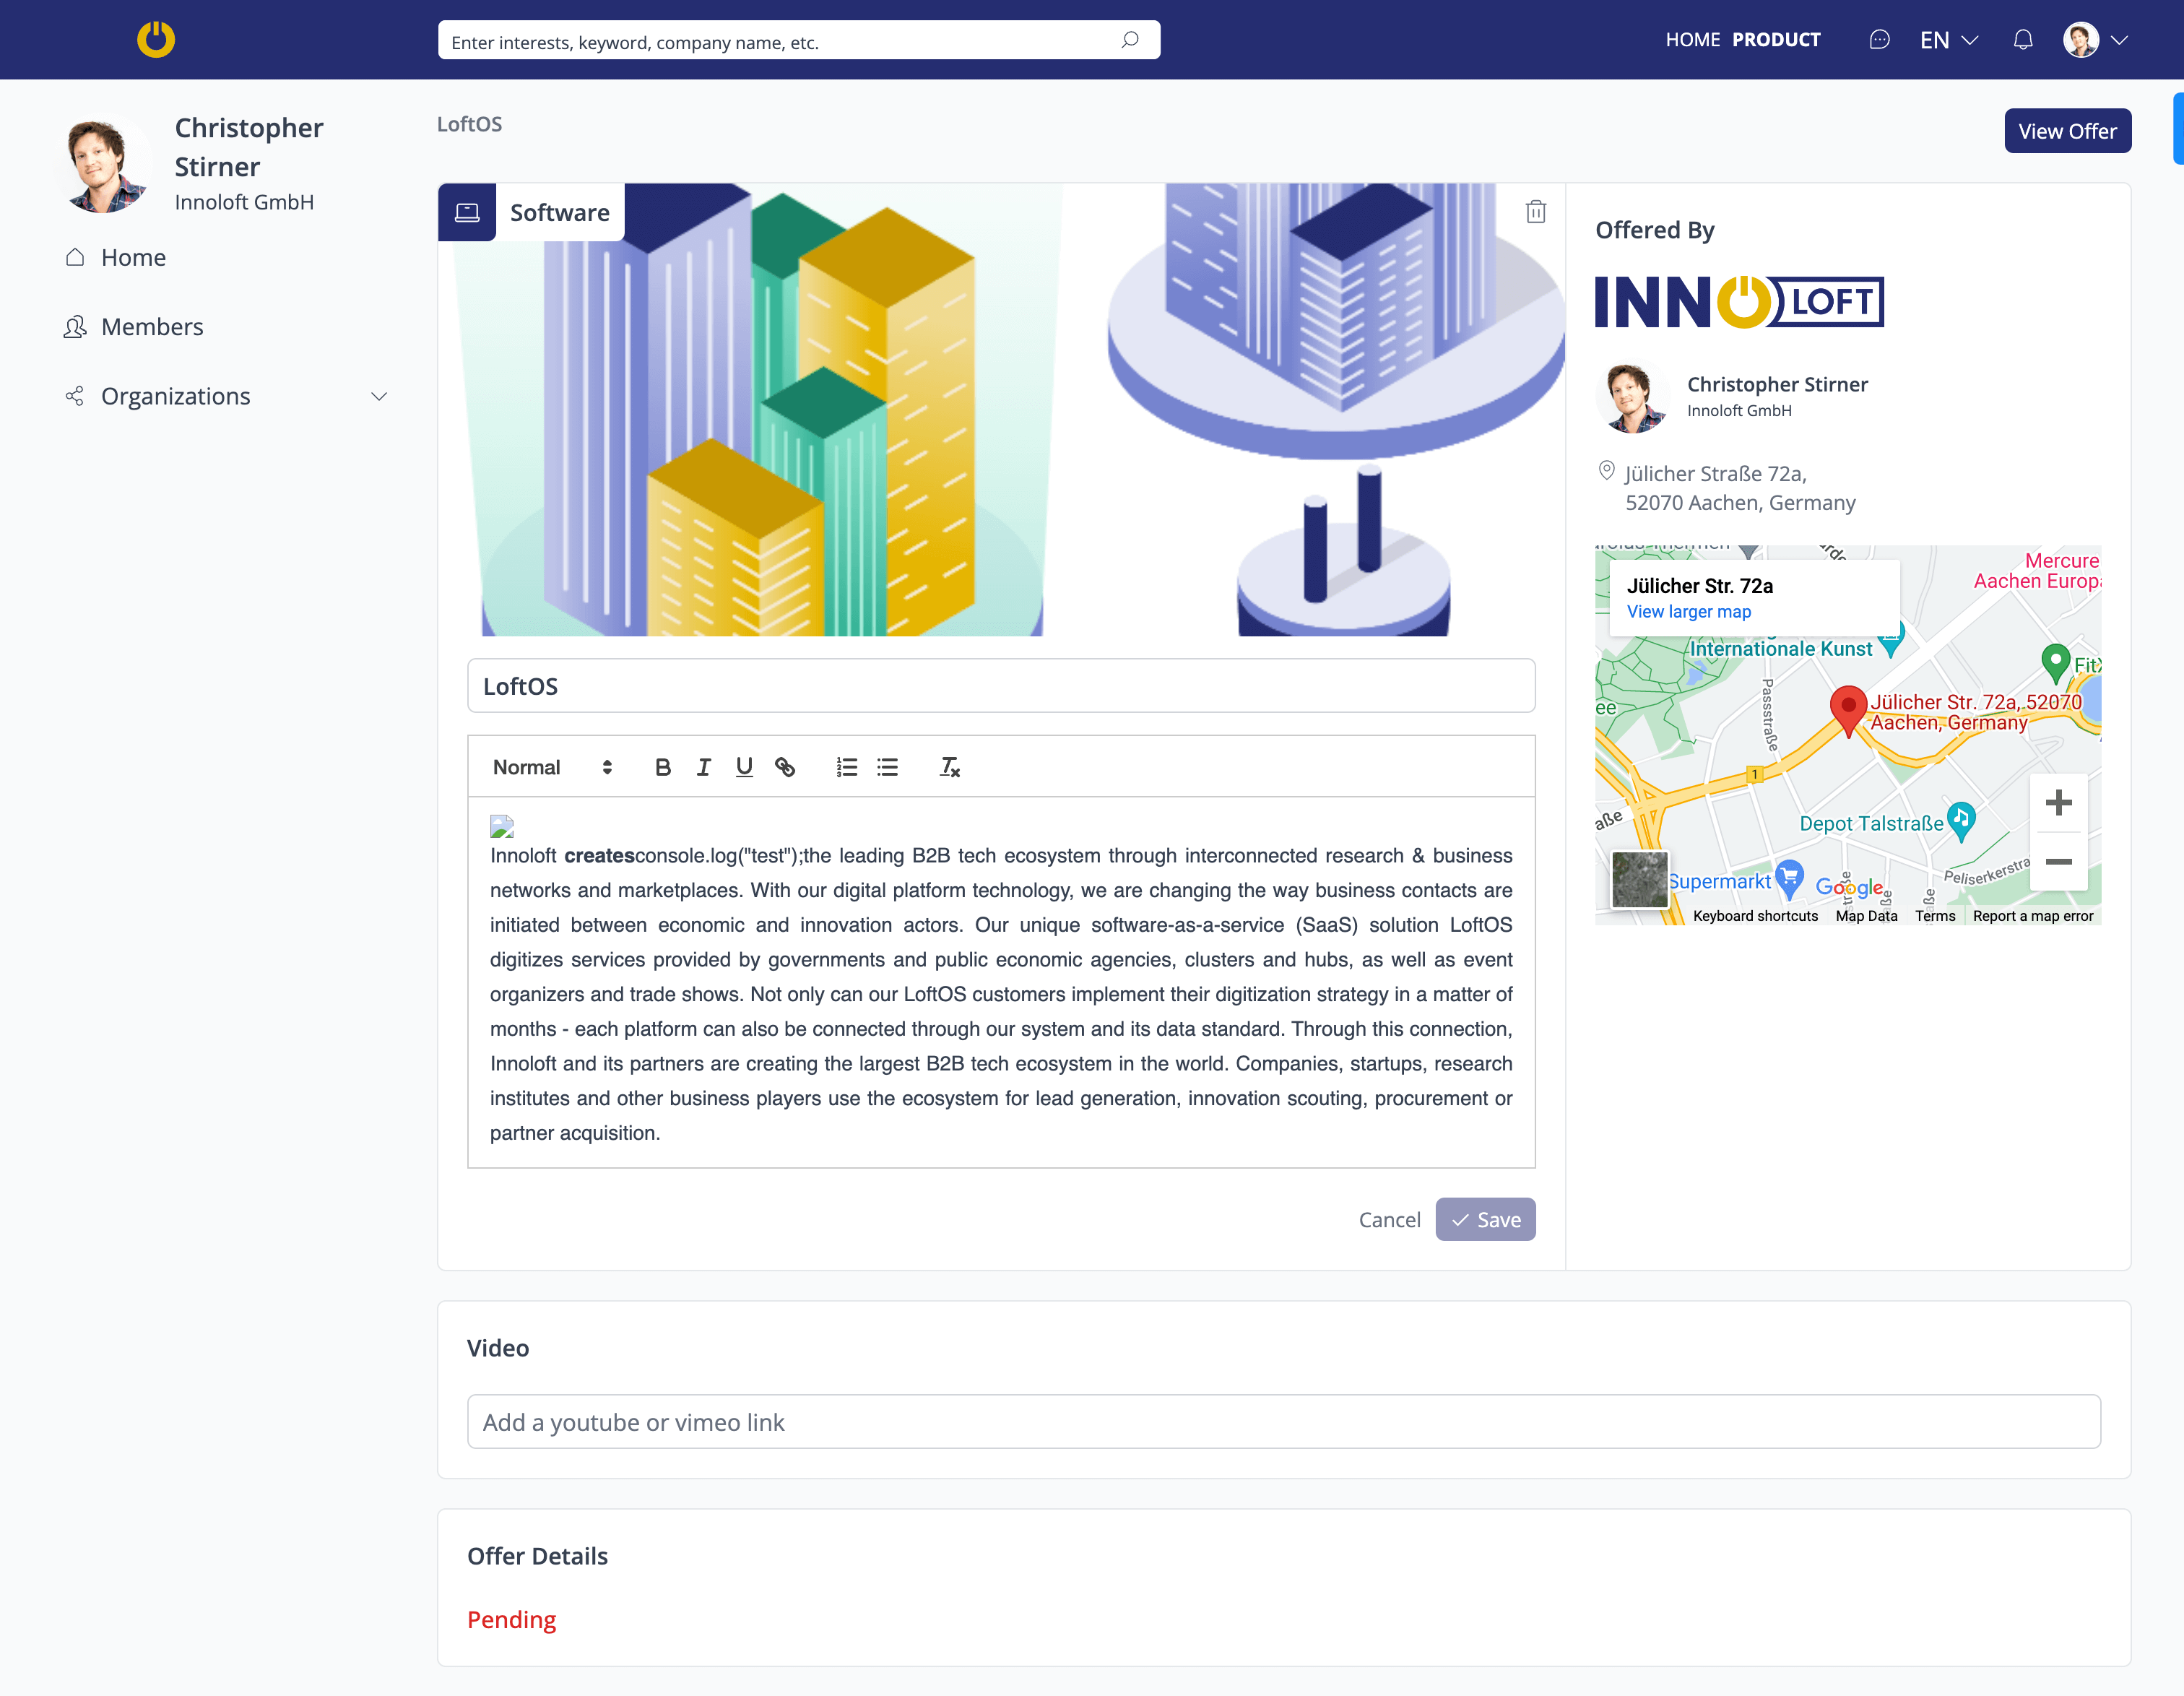 Enter interests, keyword, company name, etc.
HOME PRODUCT
EN
Christopher
Stirner
Innoloft GmbH
Home
Members
Organizations
LoftOS
View Offer
Software
LoftOS
Normal
Innoloft createsconsole.log("test");the leading B2B tech ecosystem through interconnected research & business
networks and marketplaces. With our digital platform technology, we are changing the way business contacts are
initiated between economic and innovation actors. Our unique software-as-a-service (SaaS) solution LoftOS
digitizes services provided by governments and public economic agencies, clusters and hubs, as well as event
organizers and trade shows. Not only can our LoftOS customers implement their digitization strategy in a matter of
months - each platform can also be connected through our system and its data standard. Through this connection,
Innoloft and its partners are creating the largest B2B tech ecosystem in the world. Companies, startups, research
institutes and other business players use the ecosystem for lead generation, innovation scouting, procurement or
partner acquisition.
Cancel
Save
Offered By
INNOLOFT
Christopher Stirner
Innoloft GmbH
Jülicher Straße 72a,
52070 Aachen, Germany
Mercure
Aachen Europa
Jülicher Str. 72a
View larger map
Internationale Kunst
FitX
Passstraße
Jülicher Str. 72a, 52070
Aachen, Germany
1
Depot Talstraße
Supermarkt
Google
Keyboard shortcuts
Map Data
Terms
Report a map error
Video
Add a youtube or vimeo link
Offer Details
Pending